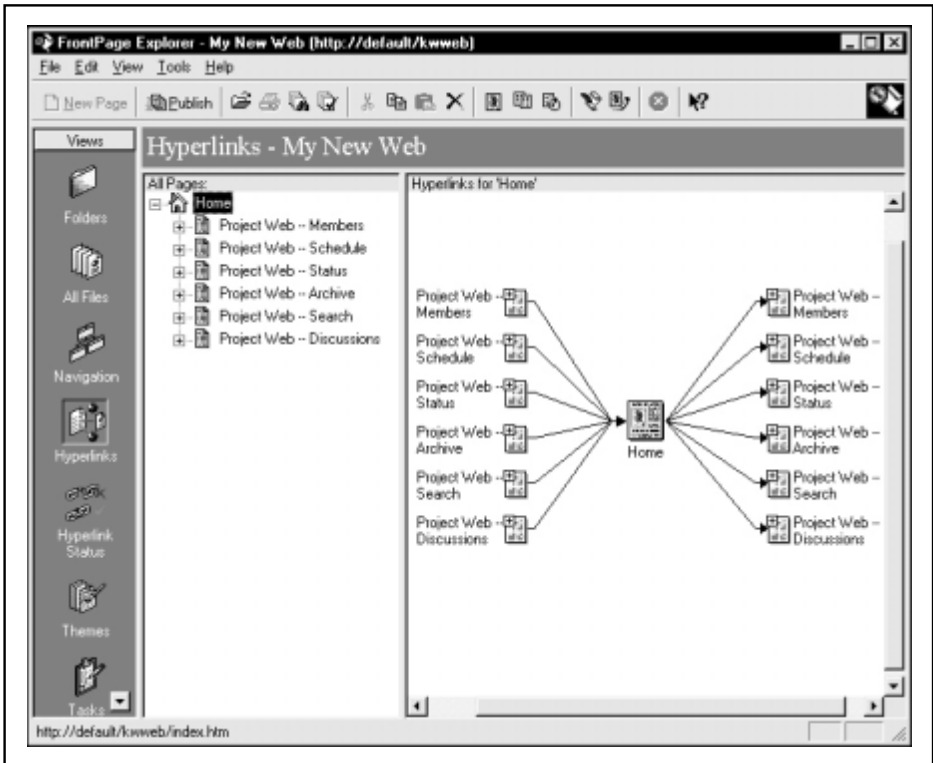 FrontPage Explorer - My New Web (http://default/kwweb)
File Edit View Tools Help
New Page Publish
Views
Hyperlinks - My New Web
Folders
All Files
Navigation
Hyperlinks
Hyperlink
Status
Themes
Tasks
All Pages:
Home
Project Web -- Members
Project Web -- Schedule
Project Web -- Status
Project Web -- Archive
Project Web -- Search
Project Web -- Discussions
Hyperlinks for 'Home'
Project Web --
Members
Project Web --
Schedule
Project Web --
Status
Project Web --
Archive
Project Web --
Search
Project Web --
Discussions
Home
Project Web --
Members
Project Web --
Schedule
Project Web --
Status
Project Web --
Archive
Project Web --
Search
Project Web --
Discussions
http://default/kwweb/index.htm